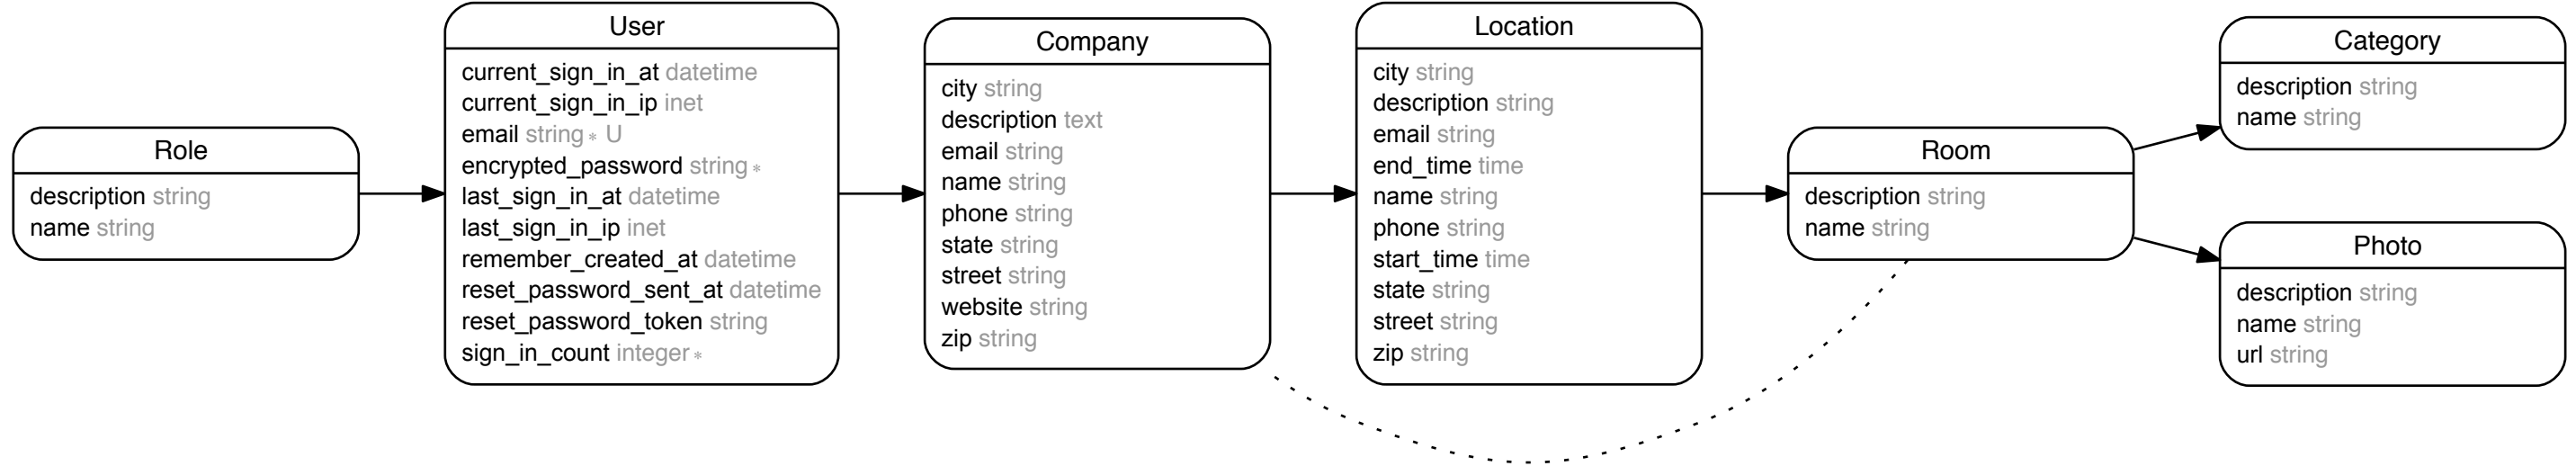 Role
description string
name string
User
current_sign_in_at datetime
current_sign_in_ip inet
email string * U
encrypted_password string *
last_sign_in_at datetime
last_sign_in_ip inet
remember_created_at datetime
reset_password_sent_at datetime
reset_password_token string
sign_in_count integer *
Company
city string
description text
email string
name string
phone string
state string
street string
website string
zip string
Location
city string
description string
email string
end_time time
name string
phone string
start_time time
state string
street string
zip string
Room
description string
name string
Category
description string
name string
Photo
description string
name string
url string